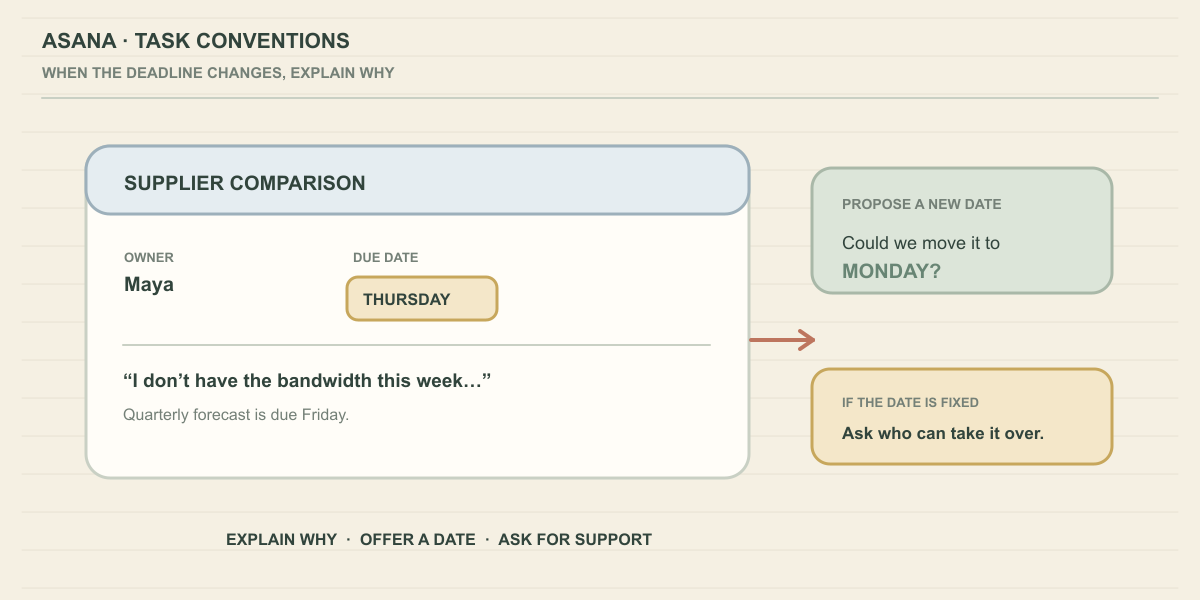 ASANA · TASK CONVENTIONS
WHEN THE DEADLINE CHANGES, EXPLAIN WHY
SUPPLIER COMPARISON
OWNER
Maya
DUE DATE
THURSDAY
“I don’t have the bandwidth this week…”
Quarterly forecast is due Friday.
PROPOSE A NEW DATE
Could we move it to
MONDAY?
IF THE DATE IS FIXED
Ask who can take it over.
EXPLAIN WHY · OFFER A DATE · ASK FOR SUPPORT